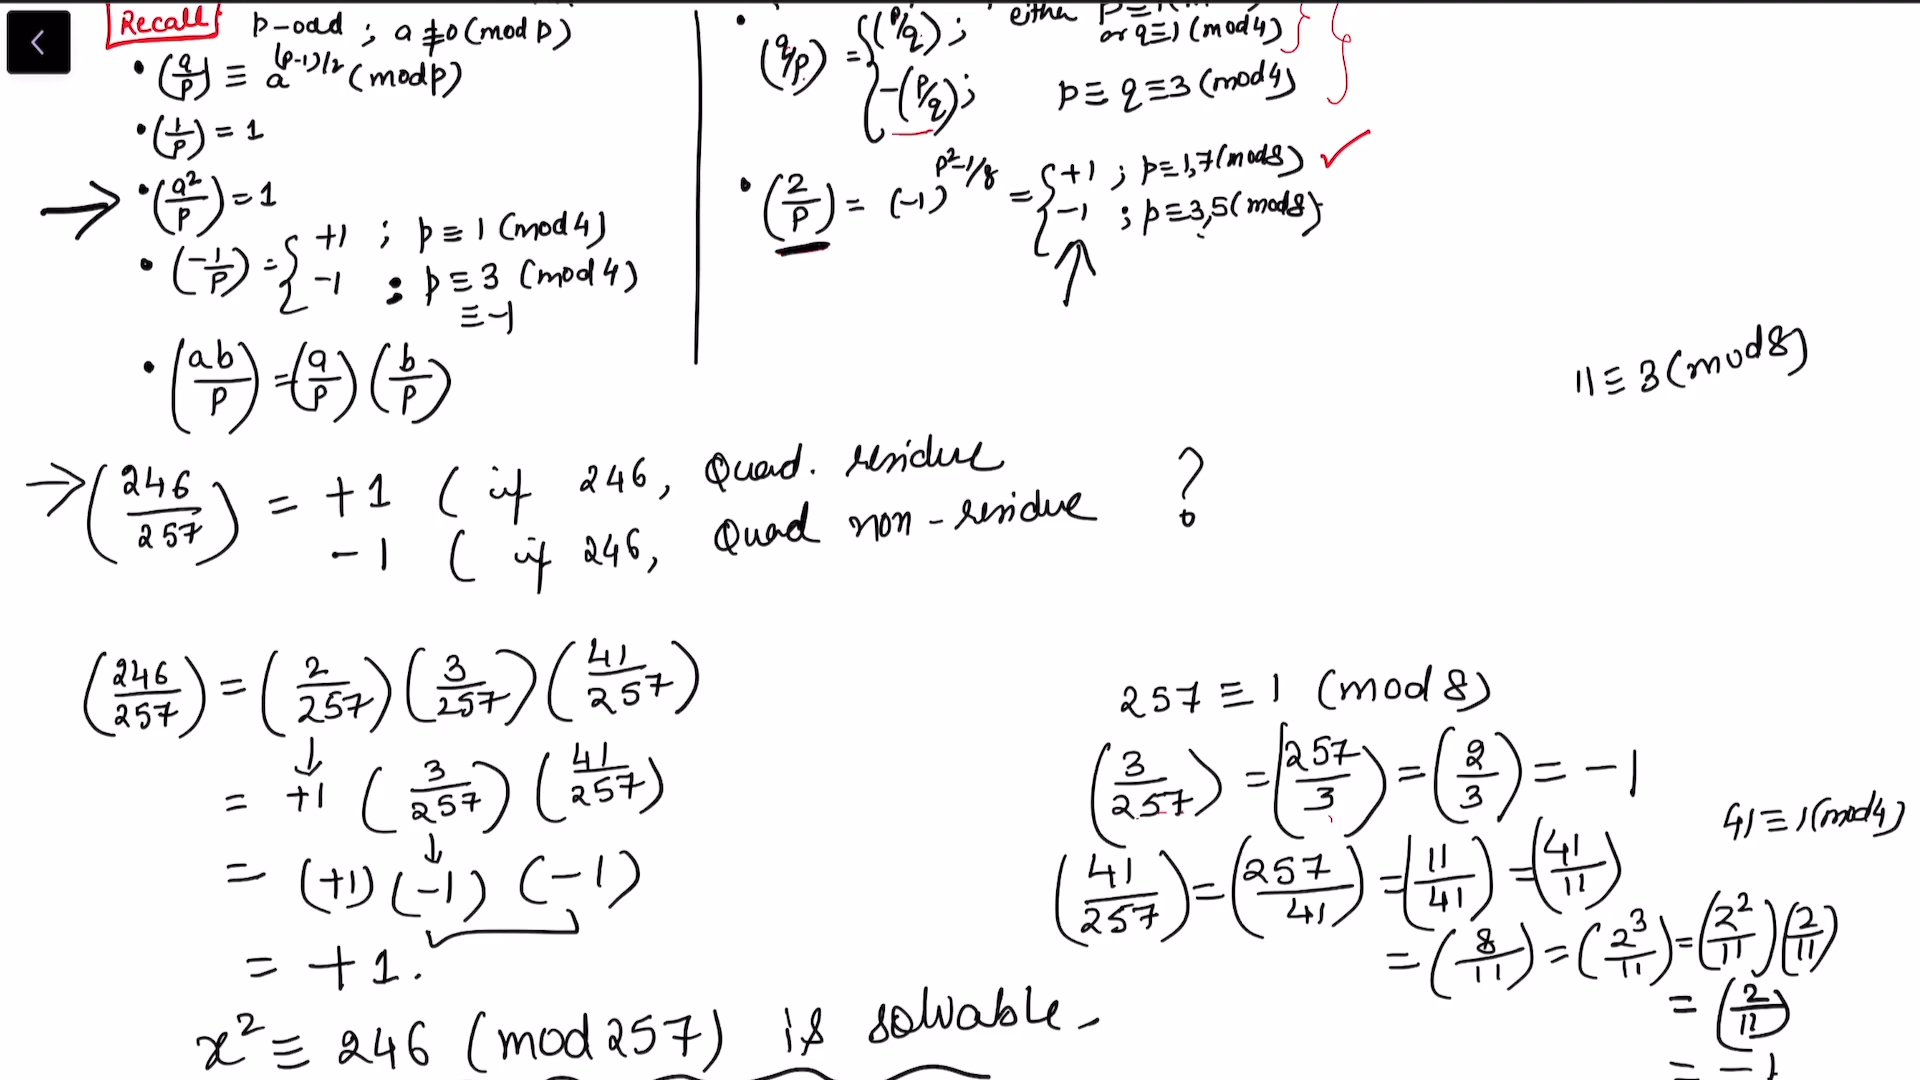 Recall p-odd ; a ≢ 0 (mod p)
• (a/p) ≡ a^(p-1)/2 (mod p)
• (1/p) = 1
→ • (a²/p) = 1
• (-1/p) = { +1 ; p ≡ 1 (mod 4)
-1 ; p ≡ 3 (mod 4)
≡ -1
• (ab/p) = (a/p) (b/p)
• (q/p) = { (p/q) ; either p ≡ 1 (mod 4)
or q ≡ 1 (mod 4)
-(p/q) ; p ≡ q ≡ 3 (mod 4)
• (2/p) = (-1)^p²-1/8 = { +1 ; p ≡ 1,7 (mod 8) ✓
-1 ; p ≡ 3,5 (mod 8)
11 ≡ 3 (mod 8)
→ (246/257) = +1 ( if 246, Quad. residue
-1 ( if 246, Quad non-residue ?
(246/257) = (2/257) (3/257) (41/257)
= +1 (3/257) (41/257)
= (+1) (-1) (-1)
= +1.
x² ≡ 246 (mod 257) is solvable.
257 ≡ 1 (mod 8)
(3/257) = (257/3) = (2/3) = -1
41 ≡ 1 (mod 4)
(41/257) = (257/41) = (11/41) = (41/11)
= (8/11) = (2³/11) = (2²/11) (2/11)
= (2/11)
= -1